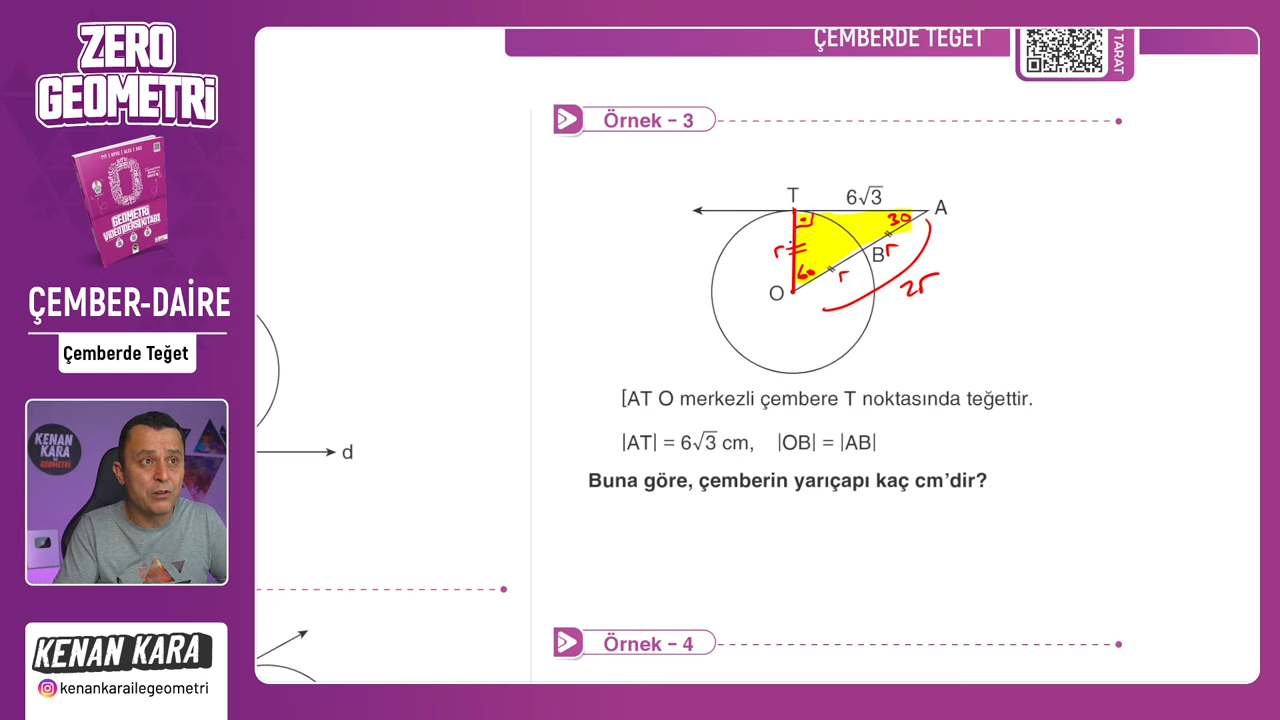 ZERO
GEOMETRİ
GEOMETRİ
VİDEO DERS KİTABI
ÇEMBER-DAİRE
Çemberde Teğet
KENAN
KARA
GEOMETRİ
KENAN KARA
kenankarailegeometri
d
ÇEMBERDE TEĞET
TARAT
Örnek - 3
T
6√3
A
30
r
B
r
60
r
O
2r
[AT O merkezli çembere T noktasında teğettir.
|AT| = 6√3 cm, |OB| = |AB|
Buna göre, çemberin yarıçapı kaç cm'dir?
Örnek - 4